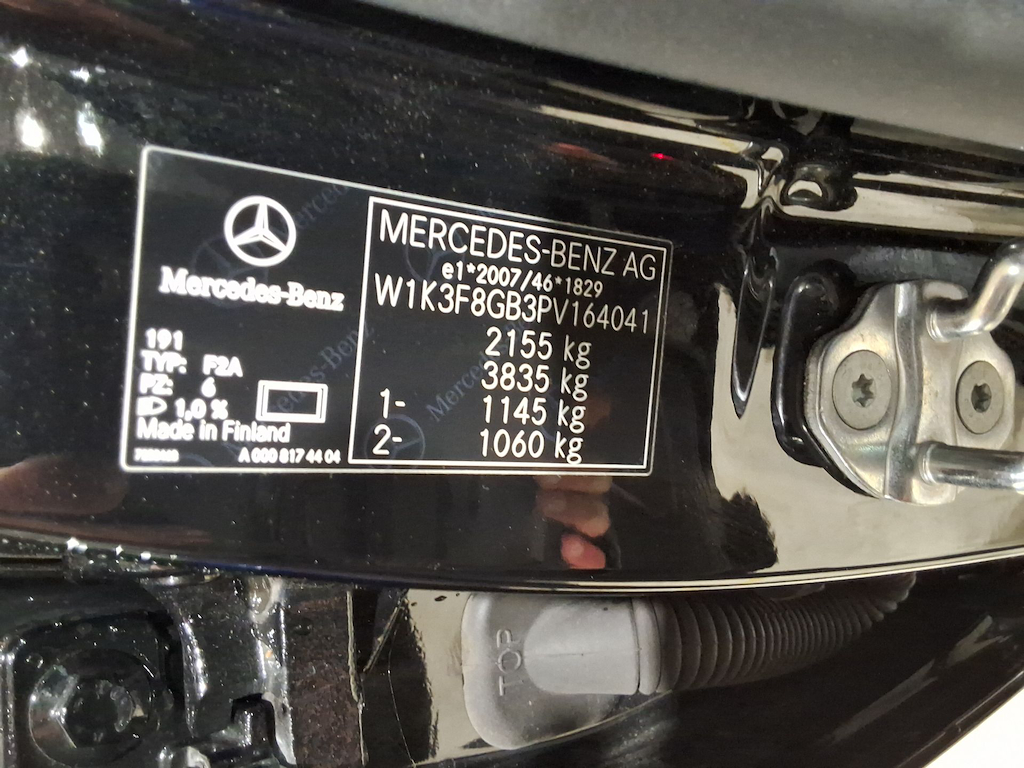 Mercedes-Benz
191
TYP: F2A
PZ: 6
1,0 %
Made in Finland
A 000 817 44 04
MERCEDES-BENZ AG
e1*2007/46*1829
W1K3F8GB3PV164041
2155 kg
3835 kg
1- 1145 kg
2- 1060 kg
TOP